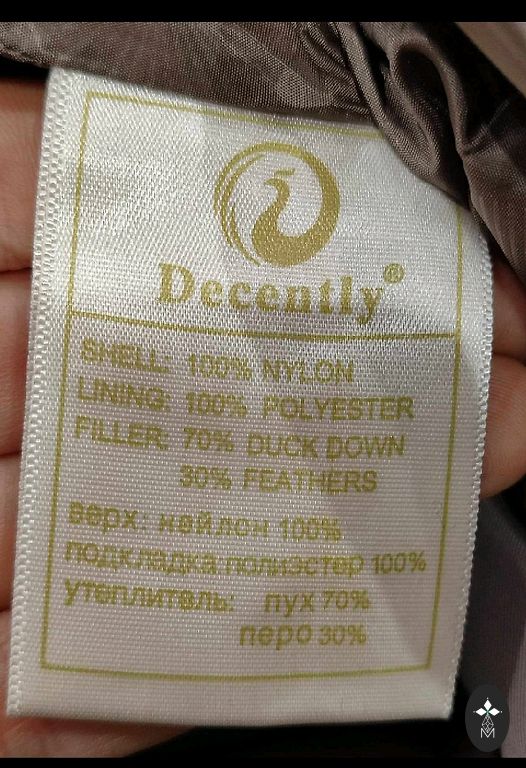 Decently®
SHELL: 100% NYLON
LINING: 100% POLYESTER
FILLER: 70% DUCK DOWN
30% FEATHERS
верх: нейлон 100%
подкладка:полиэстер 100%
утеплитель: пух 70%
перо 30%
M